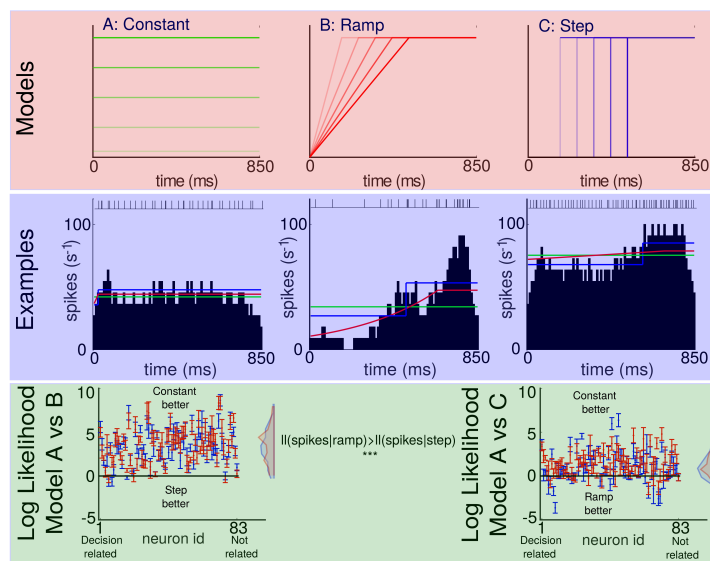 Models
A: Constant
B: Ramp
C: Step
0
850
time (ms)
0
850
time (ms)
0
850
time (ms)
Examples
spikes (s⁻¹)
100
0
0
850
time (ms)
spikes (s⁻¹)
100
0
0
850
time (ms)
spikes (s⁻¹)
100
0
0
850
time (ms)
Log Likelihood
Model A vs B
10
5
0
-5
Constant
better
Step
better
1
83
Decision
related
neuron id
Not
related
ll(spikes|ramp)>ll(spikes|step)
***
Log Likelihood
Model A vs C
10
5
0
-5
Constant
better
Ramp
better
1
83
Decision
related
neuron id
Not
related